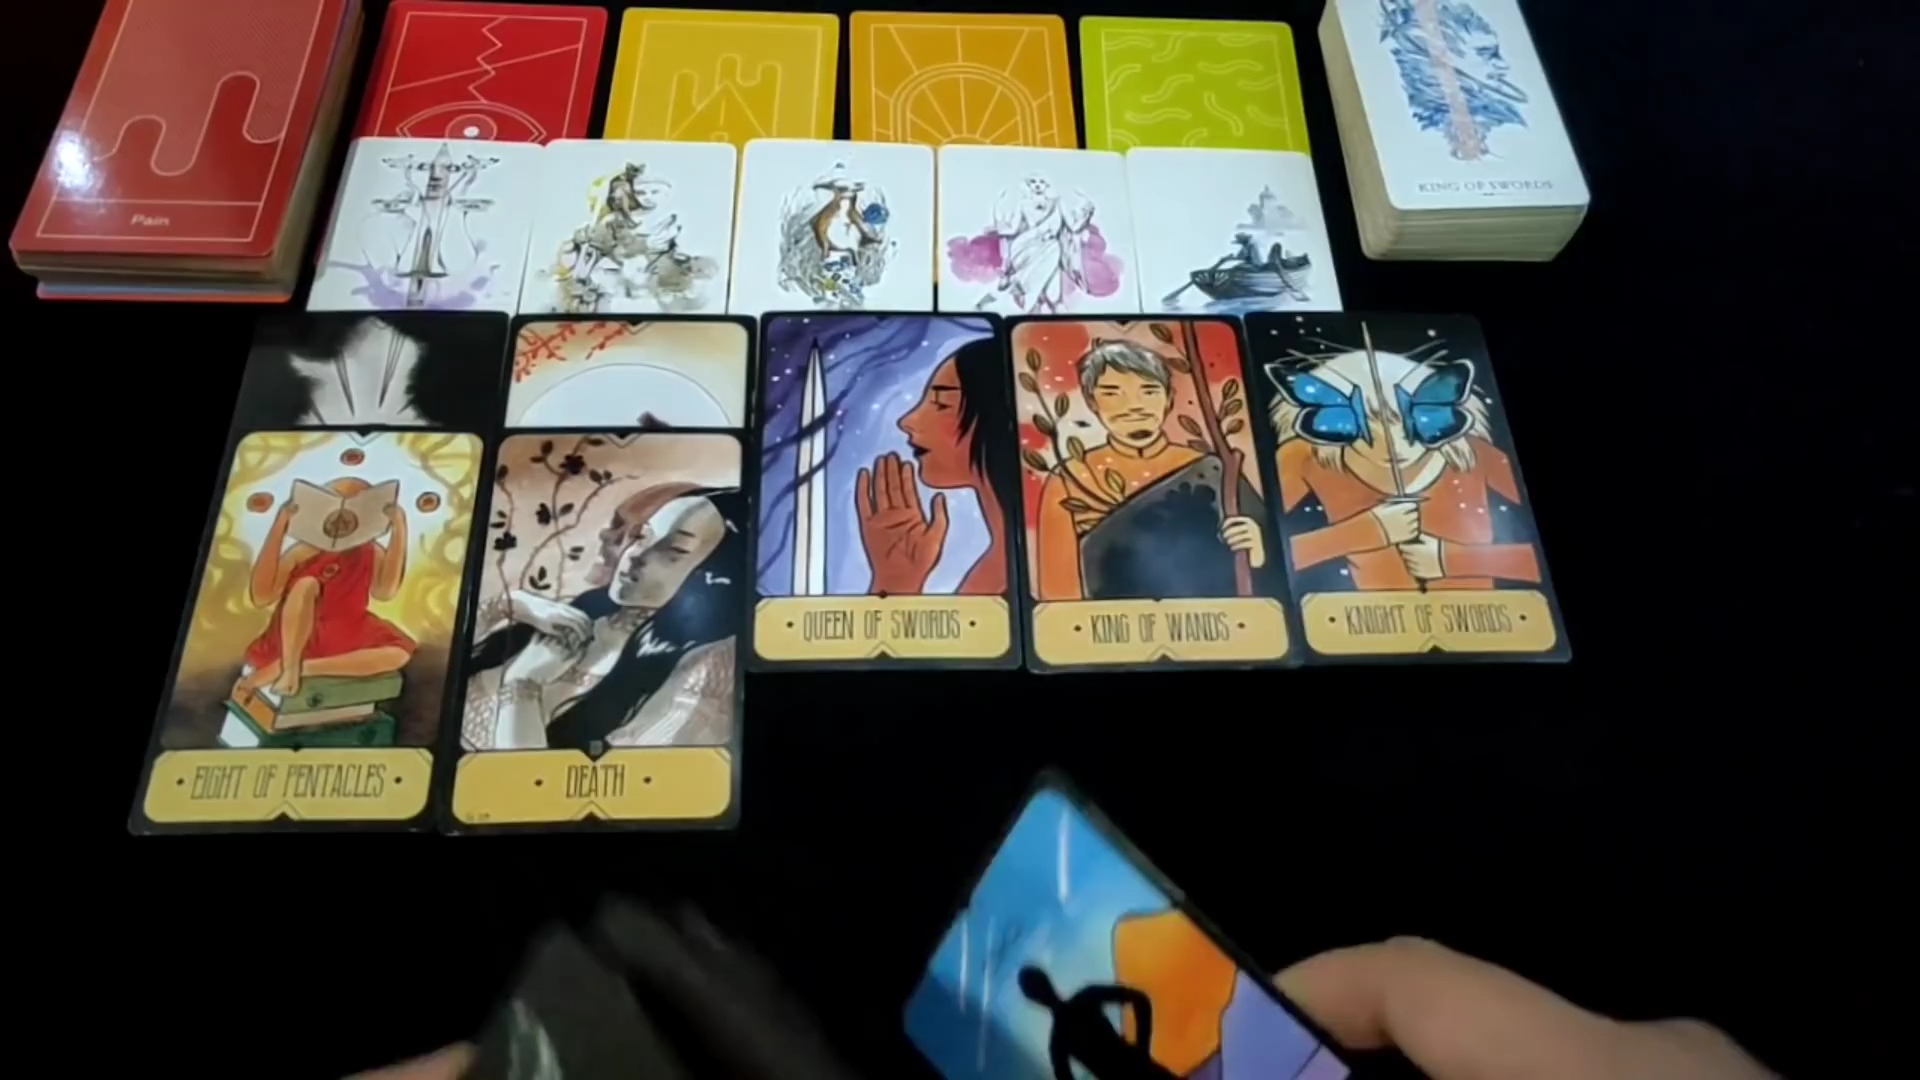 Pain
KING OF SWORDS
• QUEEN OF SWORDS •
• KING OF WANDS •
• KNIGHT OF SWORDS •
• EIGHT OF PENTACLES •
• DEATH •